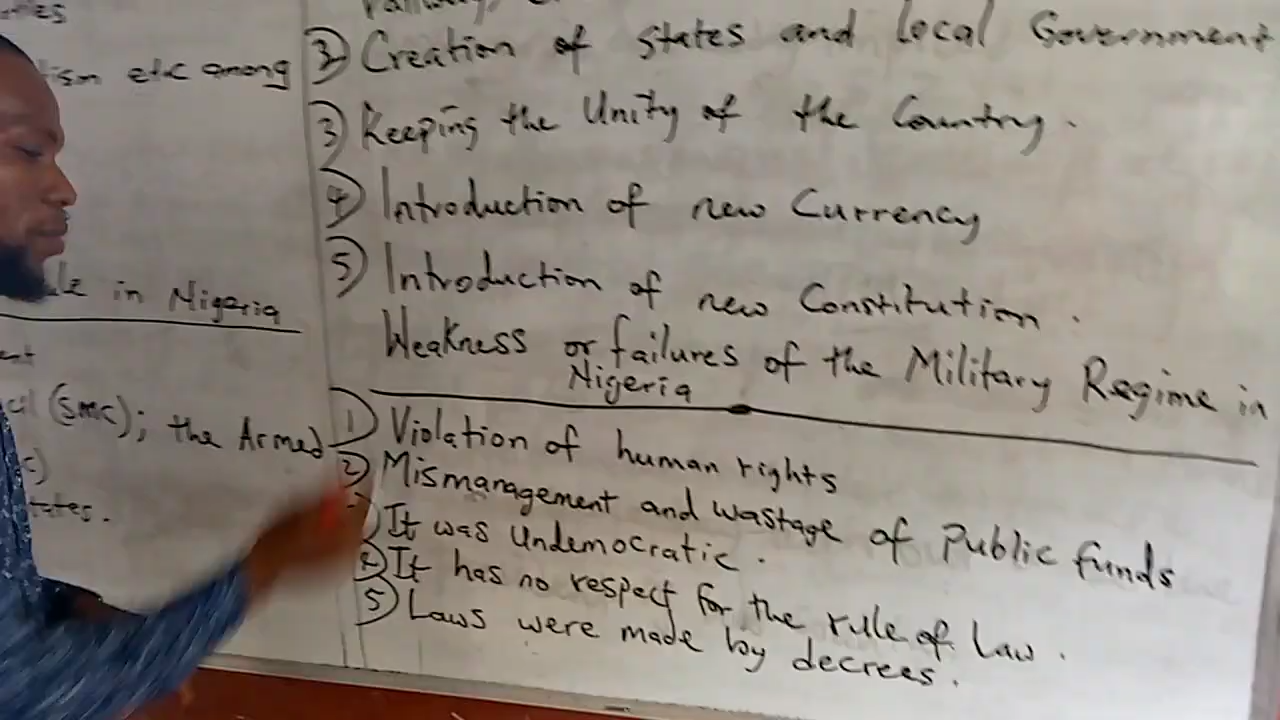 ism etc among
in Nigeria
(SMC); the Armed
② Creation of states and local Government
③ Keeping the Unity of the Country.
④ Introduction of new Currency
⑤ Introduction of new Constitution.
Weakness or failures of the Military Regime in
Nigeria
① Violation of human rights
② Mismanagement and wastage of Public funds
It was Undemocratic.
④ It has no respect for the rule of Law.
⑤ Laws were made by decrees.